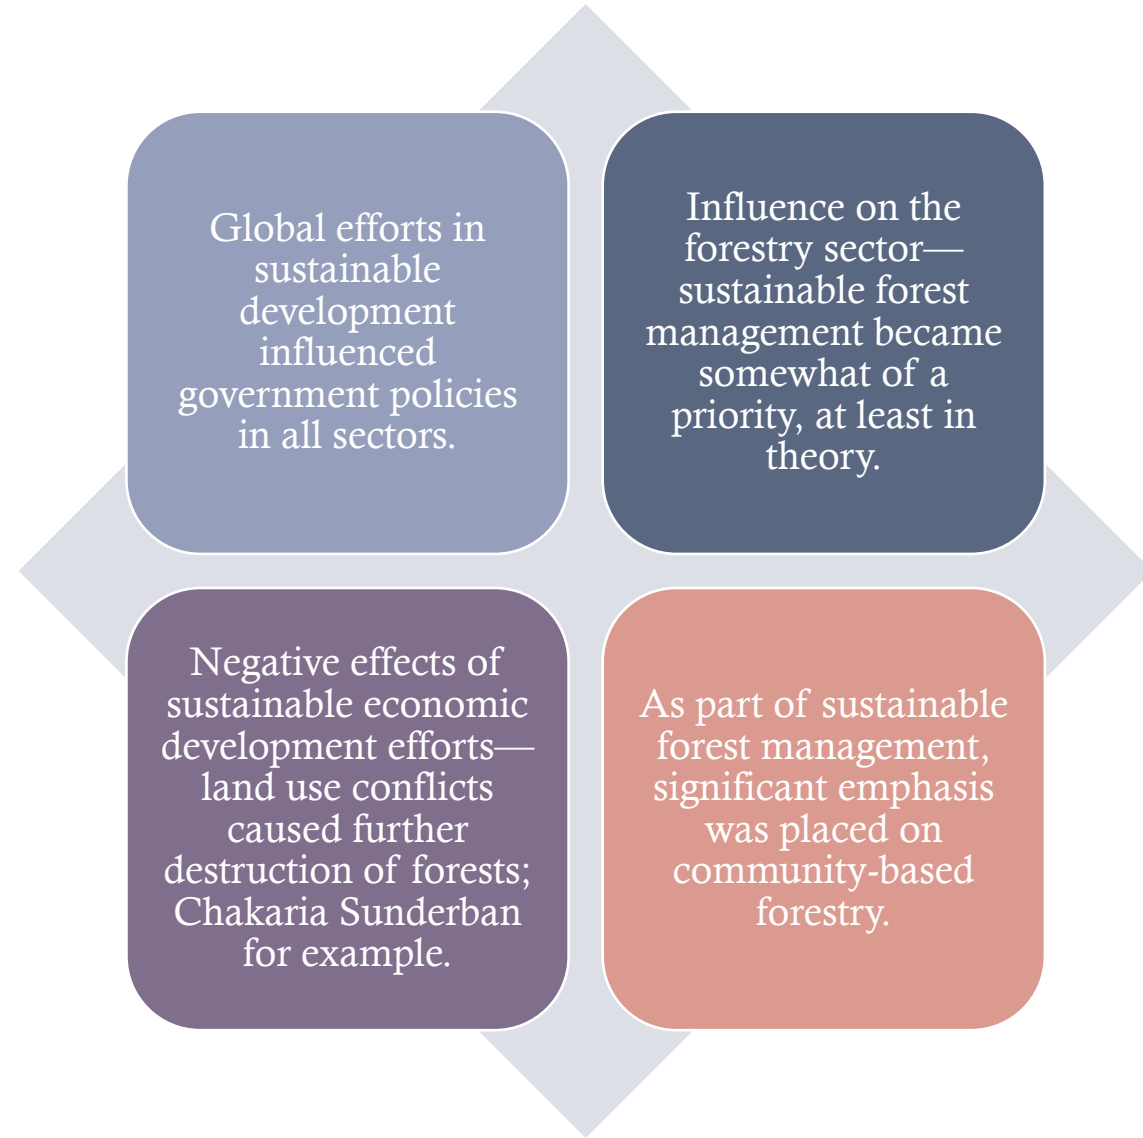 Global efforts in
sustainable
development
influenced
government policies
in all sectors.
Influence on the
forestry sector—
sustainable forest
management became
somewhat of a
priority, at least in
theory.
Negative effects of
sustainable economic
development efforts—
land use conflicts
caused further
destruction of forests;
Chakaria Sunderban
for example.
As part of sustainable
forest management,
significant emphasis
was placed on
community-based
forestry.